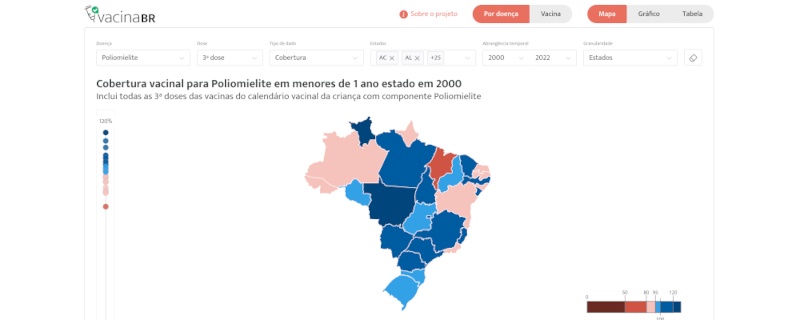 vacinaBR
Sobre o projeto
Por doença
Vacina
Mapa
Gráfico
Tabela
Doença
Dose
Tipo de dado
Estados
Abrangência temporal
Granularidade
Poliomielite
3ª dose
Cobertura
AC
AL
+25
2000
2022
Estados
Cobertura vacinal para Poliomielite em menores de 1 ano estado em 2000
Inclui todas as 3ª doses das vacinas do calendário vacinal da criança com componente Poliomielite
120%
0
50
80
95
120
100